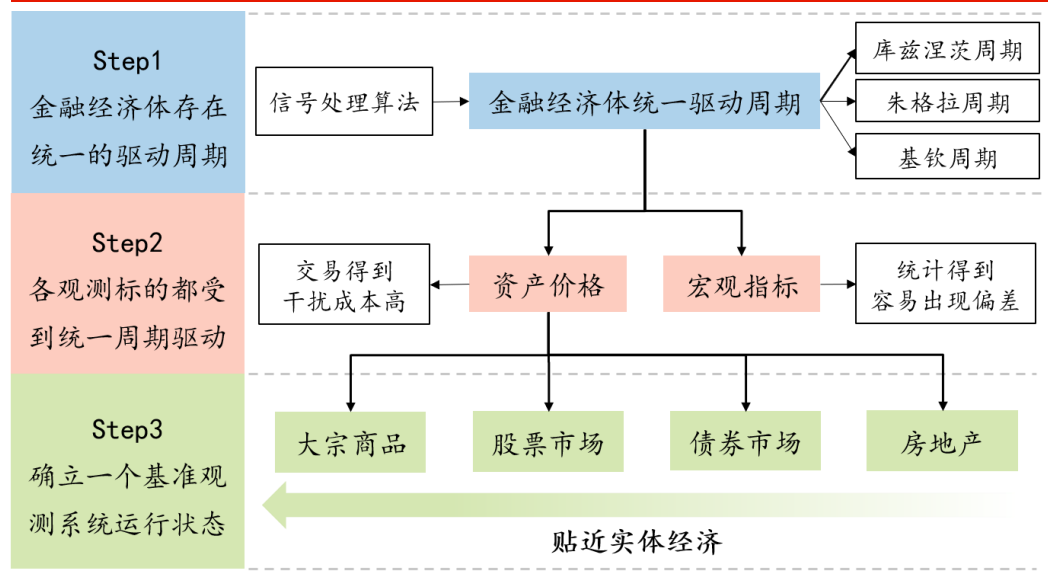 Step1
金融经济体存在
统一的驱动周期
信号处理算法
金融经济体统一驱动周期
库兹涅茨周期
朱格拉周期
基钦周期
Step2
各观测标的都受
到统一周期驱动
交易得到
干扰成本高
资产价格
宏观指标
统计得到
容易出现偏差
Step3
确立一个基准观
测系统运行状态
大宗商品
股票市场
债券市场
房地产
贴近实体经济